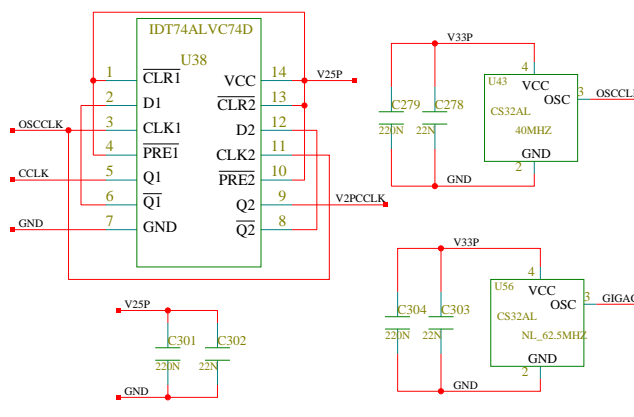 IDT74ALVC74D
U38
1 CLR1 VCC 14 V25P
2 D1 CLR2 13
OSCCLK 3 CLK1 D2 12
4 PRE1 CLK2 11
CCLK 5 Q1 PRE2 10
6 Q1 Q2 9 V2PCCLK
GND 7 GND Q2 8
V33P
4
U43 VCC
OSC 3 OSCCLK
C279 C278
CS32AL
220N 22N 40MHZ
GND
2
GND
V33P
4
U56 VCC
OSC 3
C304 C303 CS32AL
220N 22N NL_62.5MHZ
GND
2
GND
V25P
C301 C302
220N 22N
GND